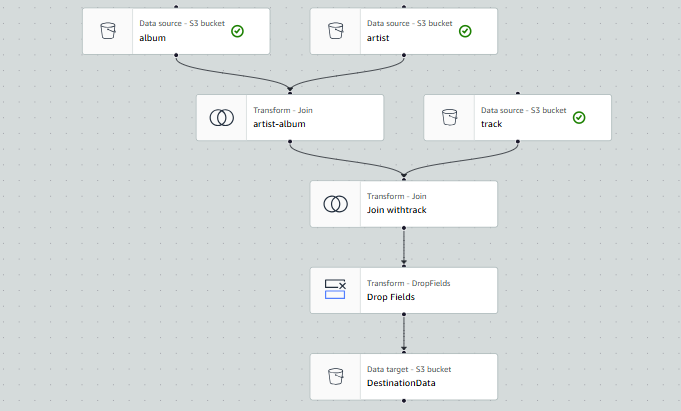 Data source - S3 bucket
album
Data source - S3 bucket
artist
Transform - Join
artist-album
Data source - S3 bucket
track
Transform - Join
Join withtrack
Transform - DropFields
Drop Fields
Data target - S3 bucket
DestinationData